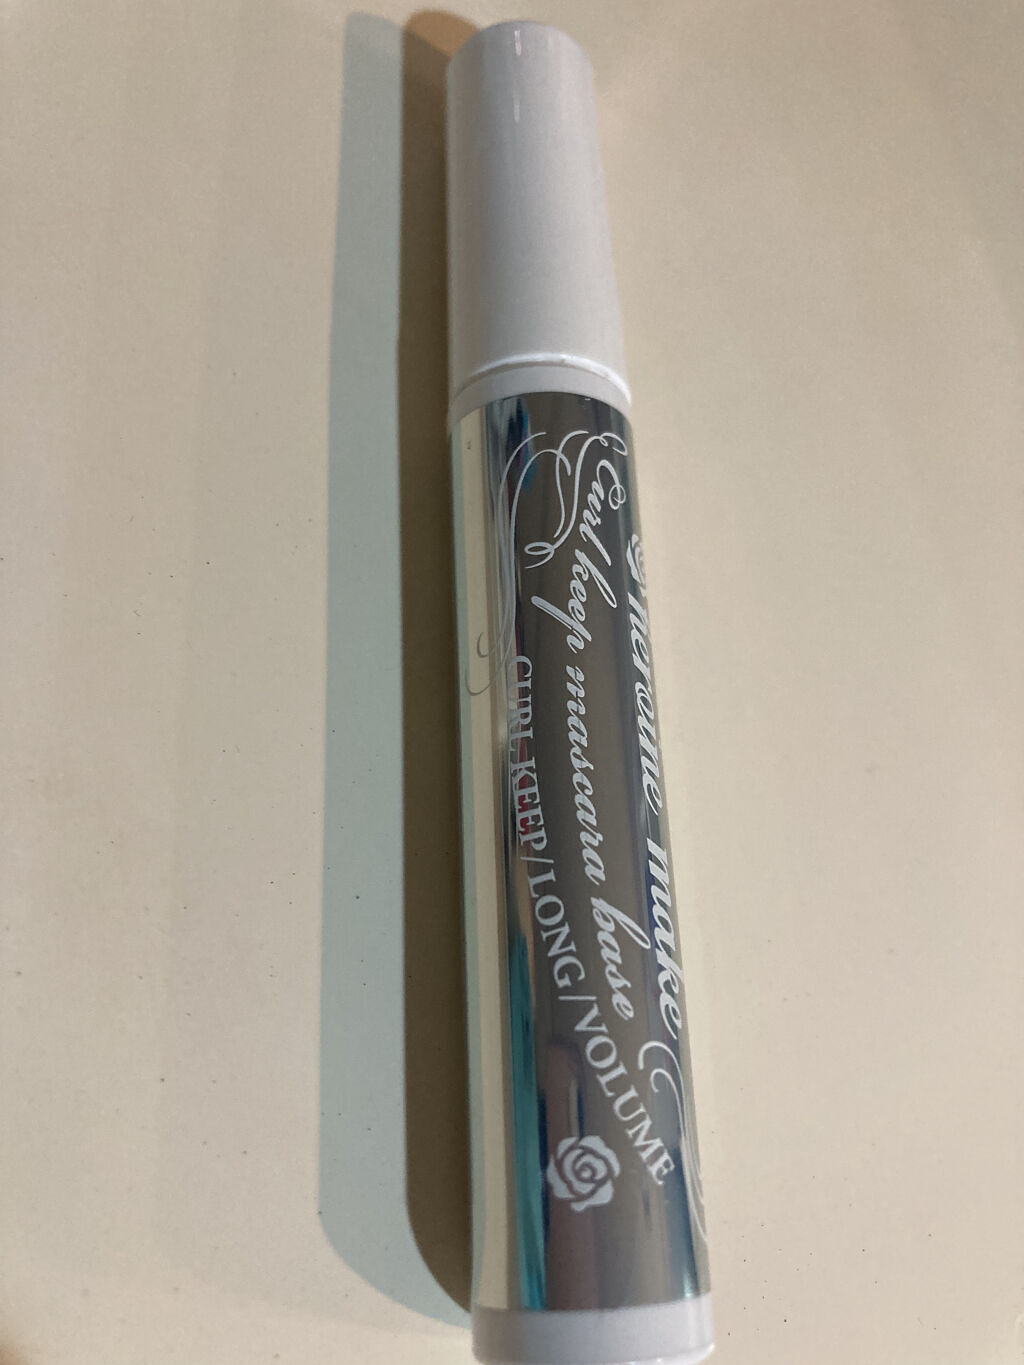 heroine make
Curl keep mascara base
CURL KEEP/LONG/VOLUME